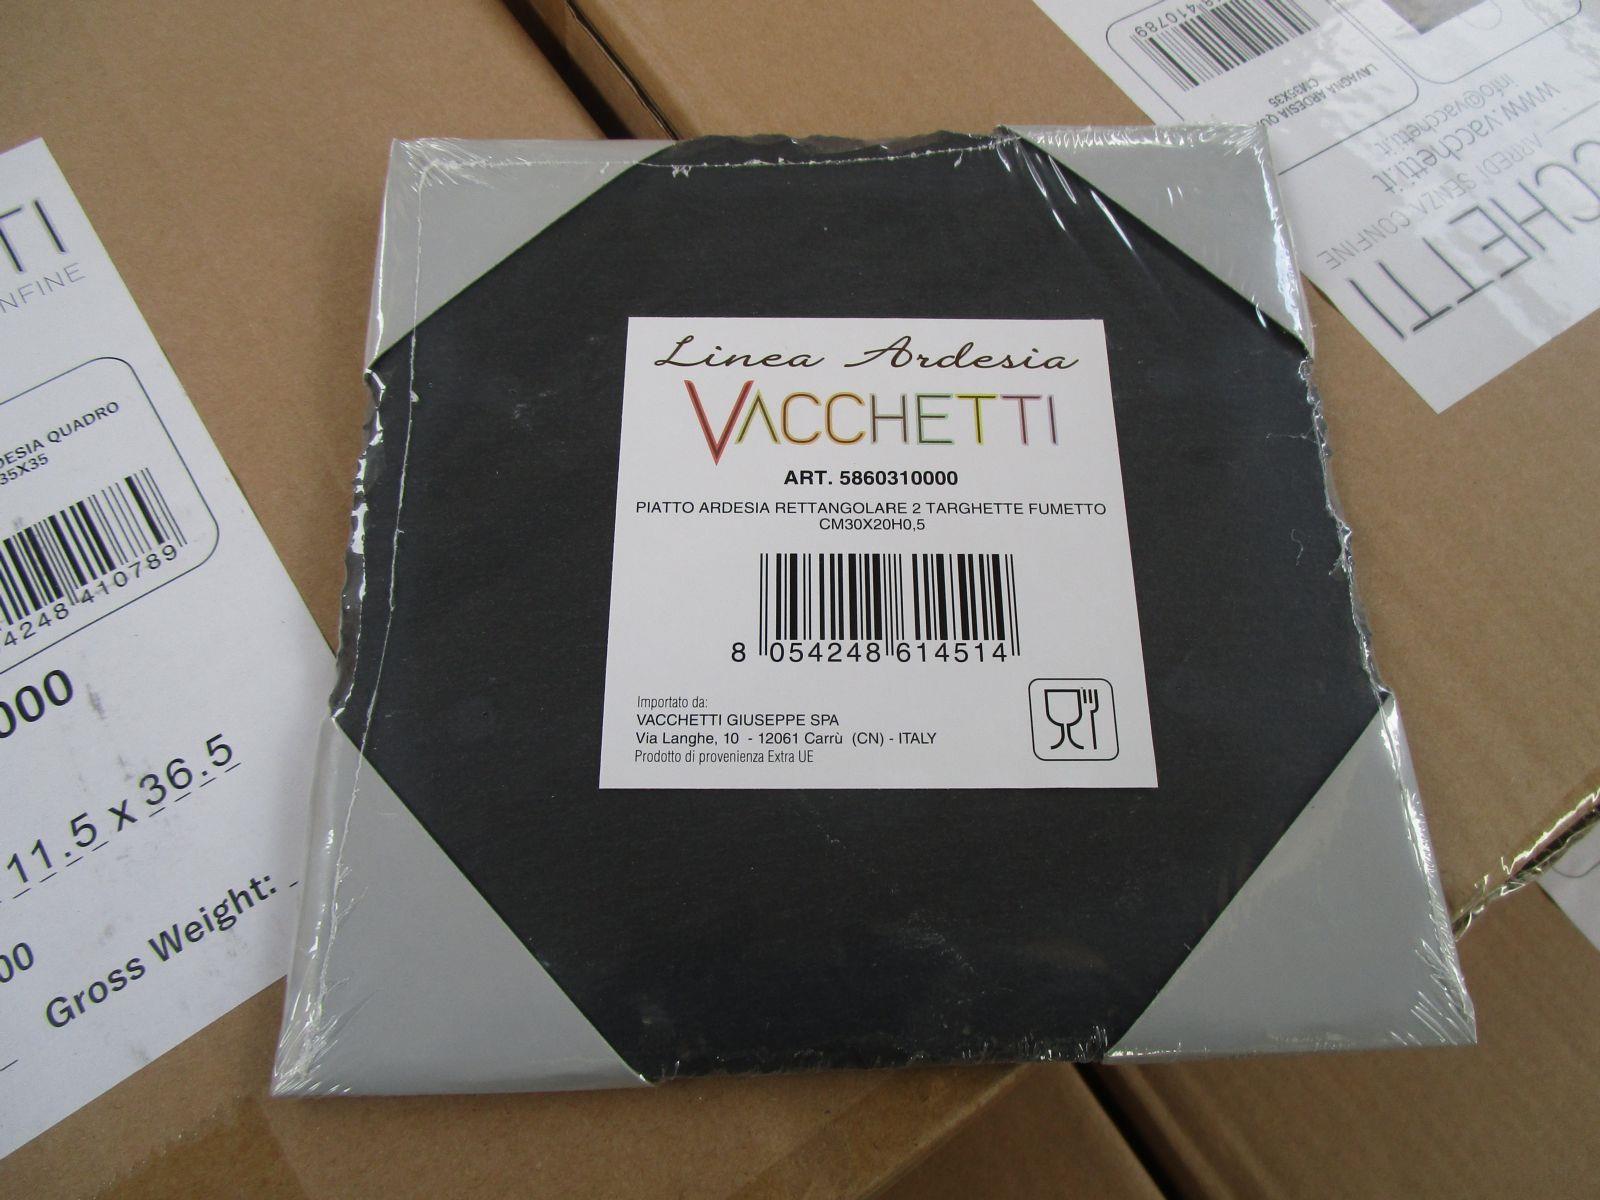 Linea Ardesia
VACCHETTI
ART. 5860310000
PIATTO ARDESIA RETTANGOLARE 2 TARGHETTE FUMETTO
CM30X20H0,5
8 054248 614514
Importato da:
VACCHETTI GIUSEPPE SPA
Via Langhe, 10 - 12061 Carrù (CN) - ITALY
Prodotto di provenienza Extra UE
TTI
NFINE
DESIA QUADRO
35X35
4248 410789
000
11.5 x 36.5
00
Gross Weight:
410789
LAVAGNA ARDESIA QUA
CM35X35
www.vacchetti.it
info@vacchetti.it
CCHETTI
ARREDI SENZA CONFINE